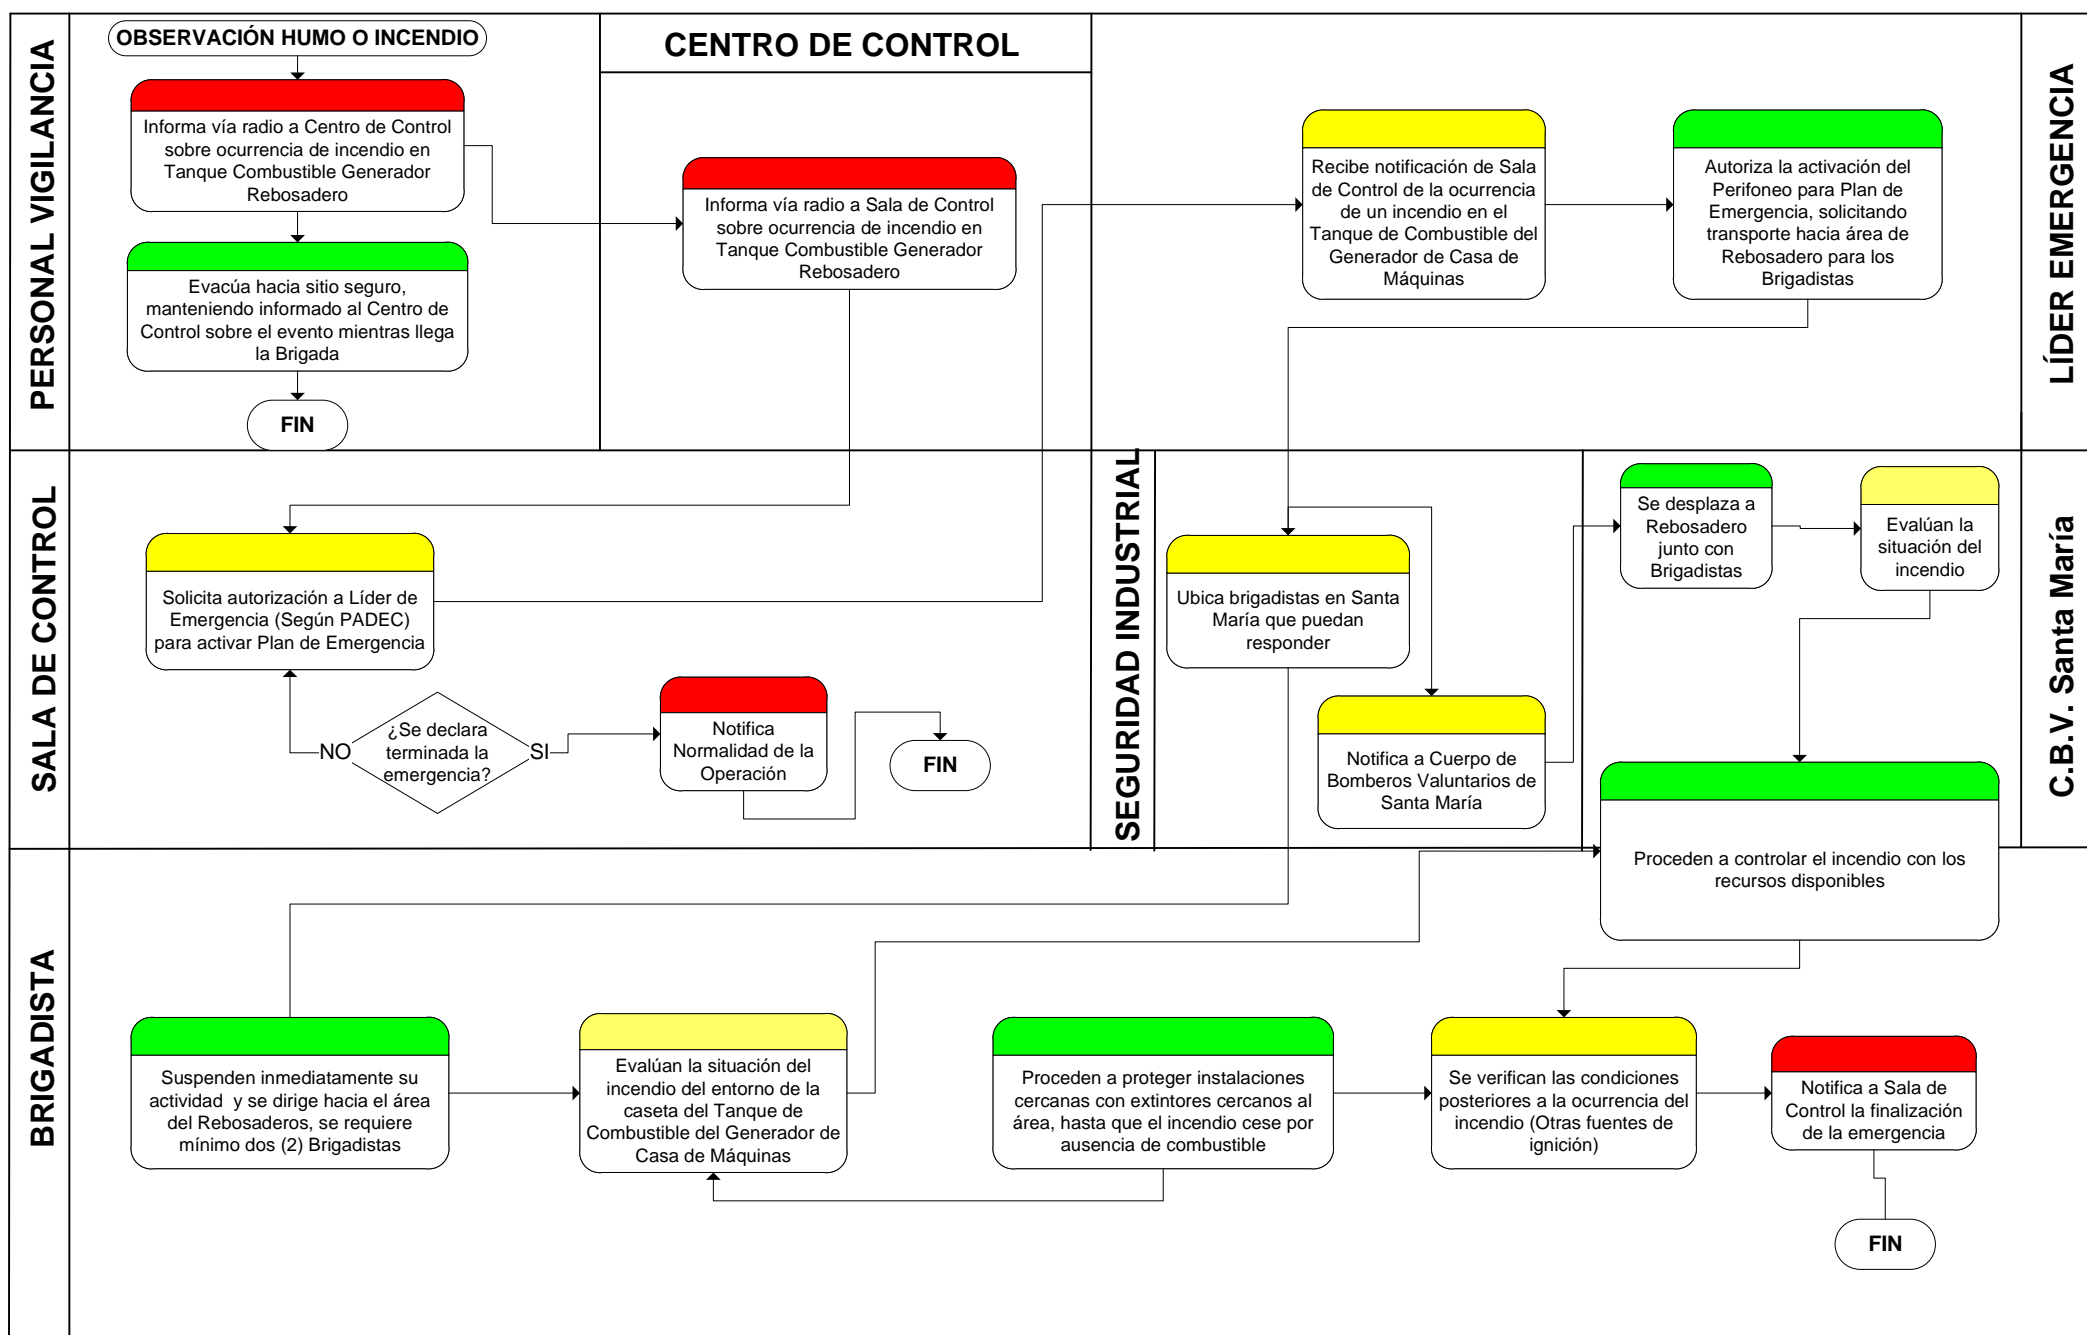 PERSONAL VIGILANCIA
OBSERVACIÓN HUMO O INCENDIO
Informa vía radio a Centro de Control
sobre ocurrencia de incendio en
Tanque Combustible Generador
Rebosadero
Evacúa hacia sitio seguro,
manteniendo informado al Centro de
Control sobre el evento mientras llega
la Brigada
FIN
CENTRO DE CONTROL
Informa vía radio a Sala de Control
sobre ocurrencia de incendio en
Tanque Combustible Generador
Rebosadero
LÍDER EMERGENCIA
Recibe notificación de Sala
de Control de la ocurrencia
de un incendio en el
Tanque de Combustible del
Generador de Casa de
Máquinas
Autoriza la activación del
Perifoneo para Plan de
Emergencia, solicitando
transporte hacia área de
Rebosadero para los
Brigadistas
SALA DE CONTROL
Solicita autorización a Líder de
Emergencia (Según PADEC)
para activar Plan de Emergencia
NO
¿Se declara
terminada la
emergencia?
SI
Notifica
Normalidad de la
Operación
FIN
SEGURIDAD INDUSTRIAL
Ubica brigadistas en Santa
María que puedan
responder
Notifica a Cuerpo de
Bomberos Valuntarios de
Santa María
C.B.V. Santa María
Se desplaza a
Rebosadero
junto con
Brigadistas
Evalúan la
situación del
incendio
Proceden a controlar el incendio con los
recursos disponibles
BRIGADISTA
Suspenden inmediatamente su
actividad y se dirige hacia el área
del Rebosaderos, se requiere
mínimo dos (2) Brigadistas
Evalúan la situación del
incendio del entorno de la
caseta del Tanque de
Combustible del Generador de
Casa de Máquinas
Proceden a proteger instalaciones
cercanas con extintores cercanos al
área, hasta que el incendio cese por
ausencia de combustible
Se verifican las condiciones
posteriores a la ocurrencia del
incendio (Otras fuentes de
ignición)
Notifica a Sala de
Control la finalización
de la emergencia
FIN